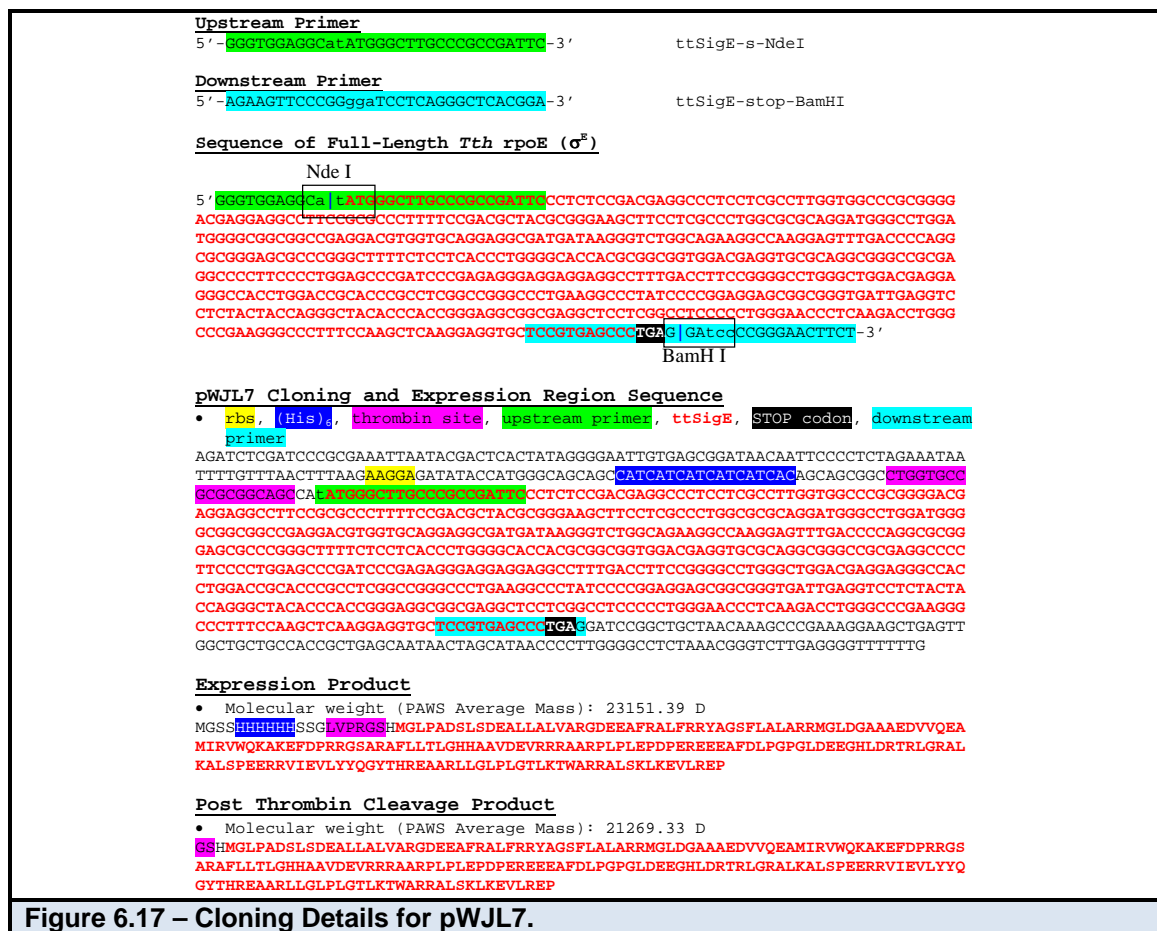 Upstream Primer
5'-GGGTGGAGGCatATGGGCTTGCCCGCCGATTC-3' ttSigE-s-NdeI
Downstream Primer
5'-AGAAGTTCCCGGggaTCCTCAGGGCTCACGGA-3' ttSigE-stop-BamHI
Sequence of Full-Length Tth rpoE (σE)
Nde I
5'GGGTGGAGGCa|tATGGGCTTGCCCGCCGATTCCCTCTCCGACGAGGCCCTCCTCGCCTTGGTGGCCCGCGGGG
ACGAGGAGGCCTTCCGCGCCCTTTTCCGACGCTACGCGGGAAGCTTCCTCGCCCTGGCGCGCAGGATGGGCCTGGA
TGGGGCGGCGGCCGAGGACGTGGTGCAGGAGGCGATGATAAGGGTCTGGCAGAAGGCCAAGGAGTTTGACCCCAGG
CGCGGGAGCGCCCGGGCTTTTCTCCTCACCCTGGGGCACCACGCGGCGGTGGACGAGGTGCGCAGGCGGGCCGCGA
GGCCCCTTCCCCTGGAGCCCGATCCCGAGAGGGAGGAGGAGGCCTTTGACCTTCCGGGGCCTGGGCTGGACGAGGA
GGGCCACCTGGACCGCACCCGCCTCGGCCGGGCCCTGAAGGCCCTATCCCCGGAGGAGCGGCGGGTGATTGAGGTC
CTCTACTACCAGGGCTACACCCACCGGGAGGCGGCGAGGCTCCTCGGCCTCCCCCTGGGAACCCTCAAGACCTGGG
CCCGAAGGGCCCTTTCCAAGCTCAAGGAGGTGCTCCGTGAGCCCTGAG|GAtccCCGGGAACTTCT-3'
BamH I
pWJL7 Cloning and Expression Region Sequence
• rbs, (His)6, thrombin site, upstream primer, ttSigE, STOP codon, downstream
primer
AGATCTCGATCCCGCGAAATTAATACGACTCACTATAGGGGAATTGTGAGCGGATAACAATTCCCCTCTAGAAATAA
TTTTGTTTAACTTTAAGAAGGAGATATACCATGGGCAGCAGCCATCATCATCATCATCACAGCAGCGGCCTGGTGCC
GCGCGGCAGCCAtATGGGCTTGCCCGCCGATTCCCTCTCCGACGAGGCCCTCCTCGCCTTGGTGGCCCGCGGGGACG
AGGAGGCCTTCCGCGCCCTTTTCCGACGCTACGCGGGAAGCTTCCTCGCCCTGGCGCGCAGGATGGGCCTGGATGGG
GCGGCGGCCGAGGACGTGGTGCAGGAGGCGATGATAAGGGTCTGGCAGAAGGCCAAGGAGTTTGACCCCAGGCGCGG
GAGCGCCCGGGCTTTTCTCCTCACCCTGGGGCACCACGCGGCGGTGGACGAGGTGCGCAGGCGGGCCGCGAGGCCCC
TTCCCCTGGAGCCCGATCCCGAGAGGGAGGAGGAGGCCTTTGACCTTCCGGGGCCTGGGCTGGACGAGGAGGGCCAC
CTGGACCGCACCCGCCTCGGCCGGGCCCTGAAGGCCCTATCCCCGGAGGAGCGGCGGGTGATTGAGGTCCTCTACTA
CCAGGGCTACACCCACCGGGAGGCGGCGAGGCTCCTCGGCCTCCCCCTGGGAACCCTCAAGACCTGGGCCCGAAGGG
CCCTTTCCAAGCTCAAGGAGGTGCTCCGTGAGCCCTGAGGATCCGGCTGCTAACAAAGCCCGAAAGGAAGCTGAGTT
GGCTGCTGCCACCGCTGAGCAATAACTAGCATAACCCCTTGGGGCCTCTAAACGGGTCTTGAGGGGTTTTTTG
Expression Product
• Molecular weight (PAWS Average Mass): 23151.39 D
MGSSHHHHHHSSGLVPRGSHMGLPADSLSDEALLALVARGDEEAFRALFRRYAGSFLALARRMGLDGAAAEDVVQEA
MIRVWQKAKEFDPRRGSARAFLLTLGHHAAVDEVRRRAARPLPLEPDPEREEEAFDLPGPGLDEEGHLDRTRLGRAL
KALSPEERRVIEVLYYQGYTHREAARLLGLPLGTLKTWARRALSKLKEVLREP
Post Thrombin Cleavage Product
• Molecular weight (PAWS Average Mass): 21269.33 D
GSHMGLPADSLSDEALLALVARGDEEAFRALFRRYAGSFLALARRMGLDGAAAEDVVQEAMIRVWQKAKEFDPRRGS
ARAFLLTLGHHAAVDEVRRRAARPLPLEPDPEREEEAFDLPGPGLDEEGHLDRTRLGRALKALSPEERRVIEVLYYQ
GYTHREAARLLGLPLGTLKTWARRALSKLKEVLREP
Figure 6.17 – Cloning Details for pWJL7.